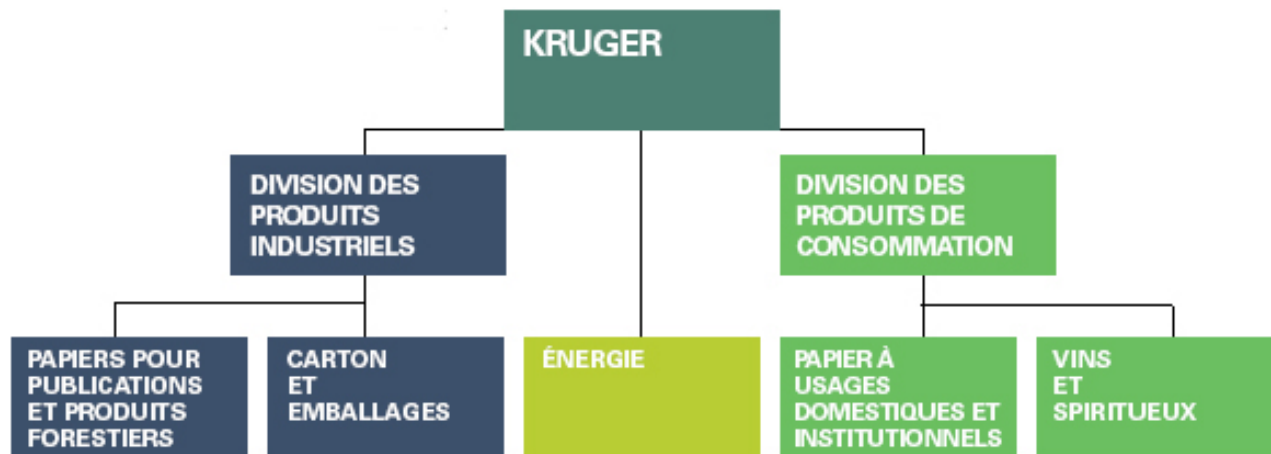 KRUGER
DIVISION DES
PRODUITS
INDUSTRIELS
DIVISION DES
PRODUITS DE
CONSOMMATION
PAPIERS POUR
PUBLICATIONS
ET PRODUITS
FORESTIERS
CARTON
ET
EMBALLAGES
ÉNERGIE
PAPIER À
USAGES
DOMESTIQUES ET
INSTITUTIONNELS
VINS
ET
SPIRITUEUX